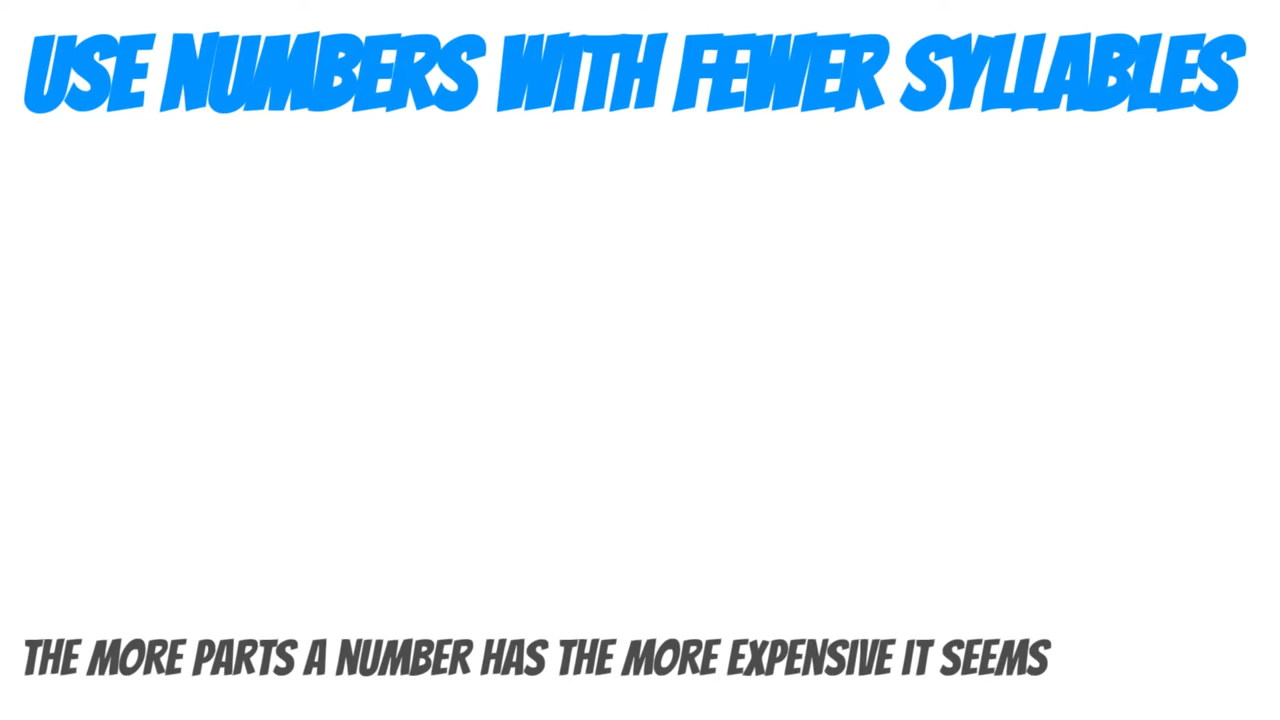 USE NUMBERS WITH FEWER SYLLABLES
THE MORE PARTS A NUMBER HAS THE MORE EXPENSIVE IT SEEMS